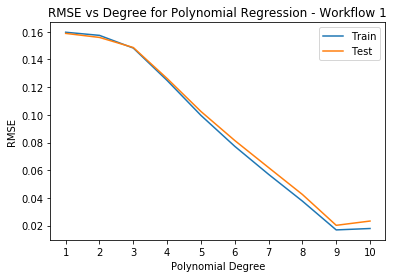 RMSE vs Degree for Polynomial Regression - Workflow 1
Train
Test
RMSE
0.16
0.14
0.12
0.10
0.08
0.06
0.04
0.02
1 2 3 4 5 6 7 8 9 10
Polynomial Degree